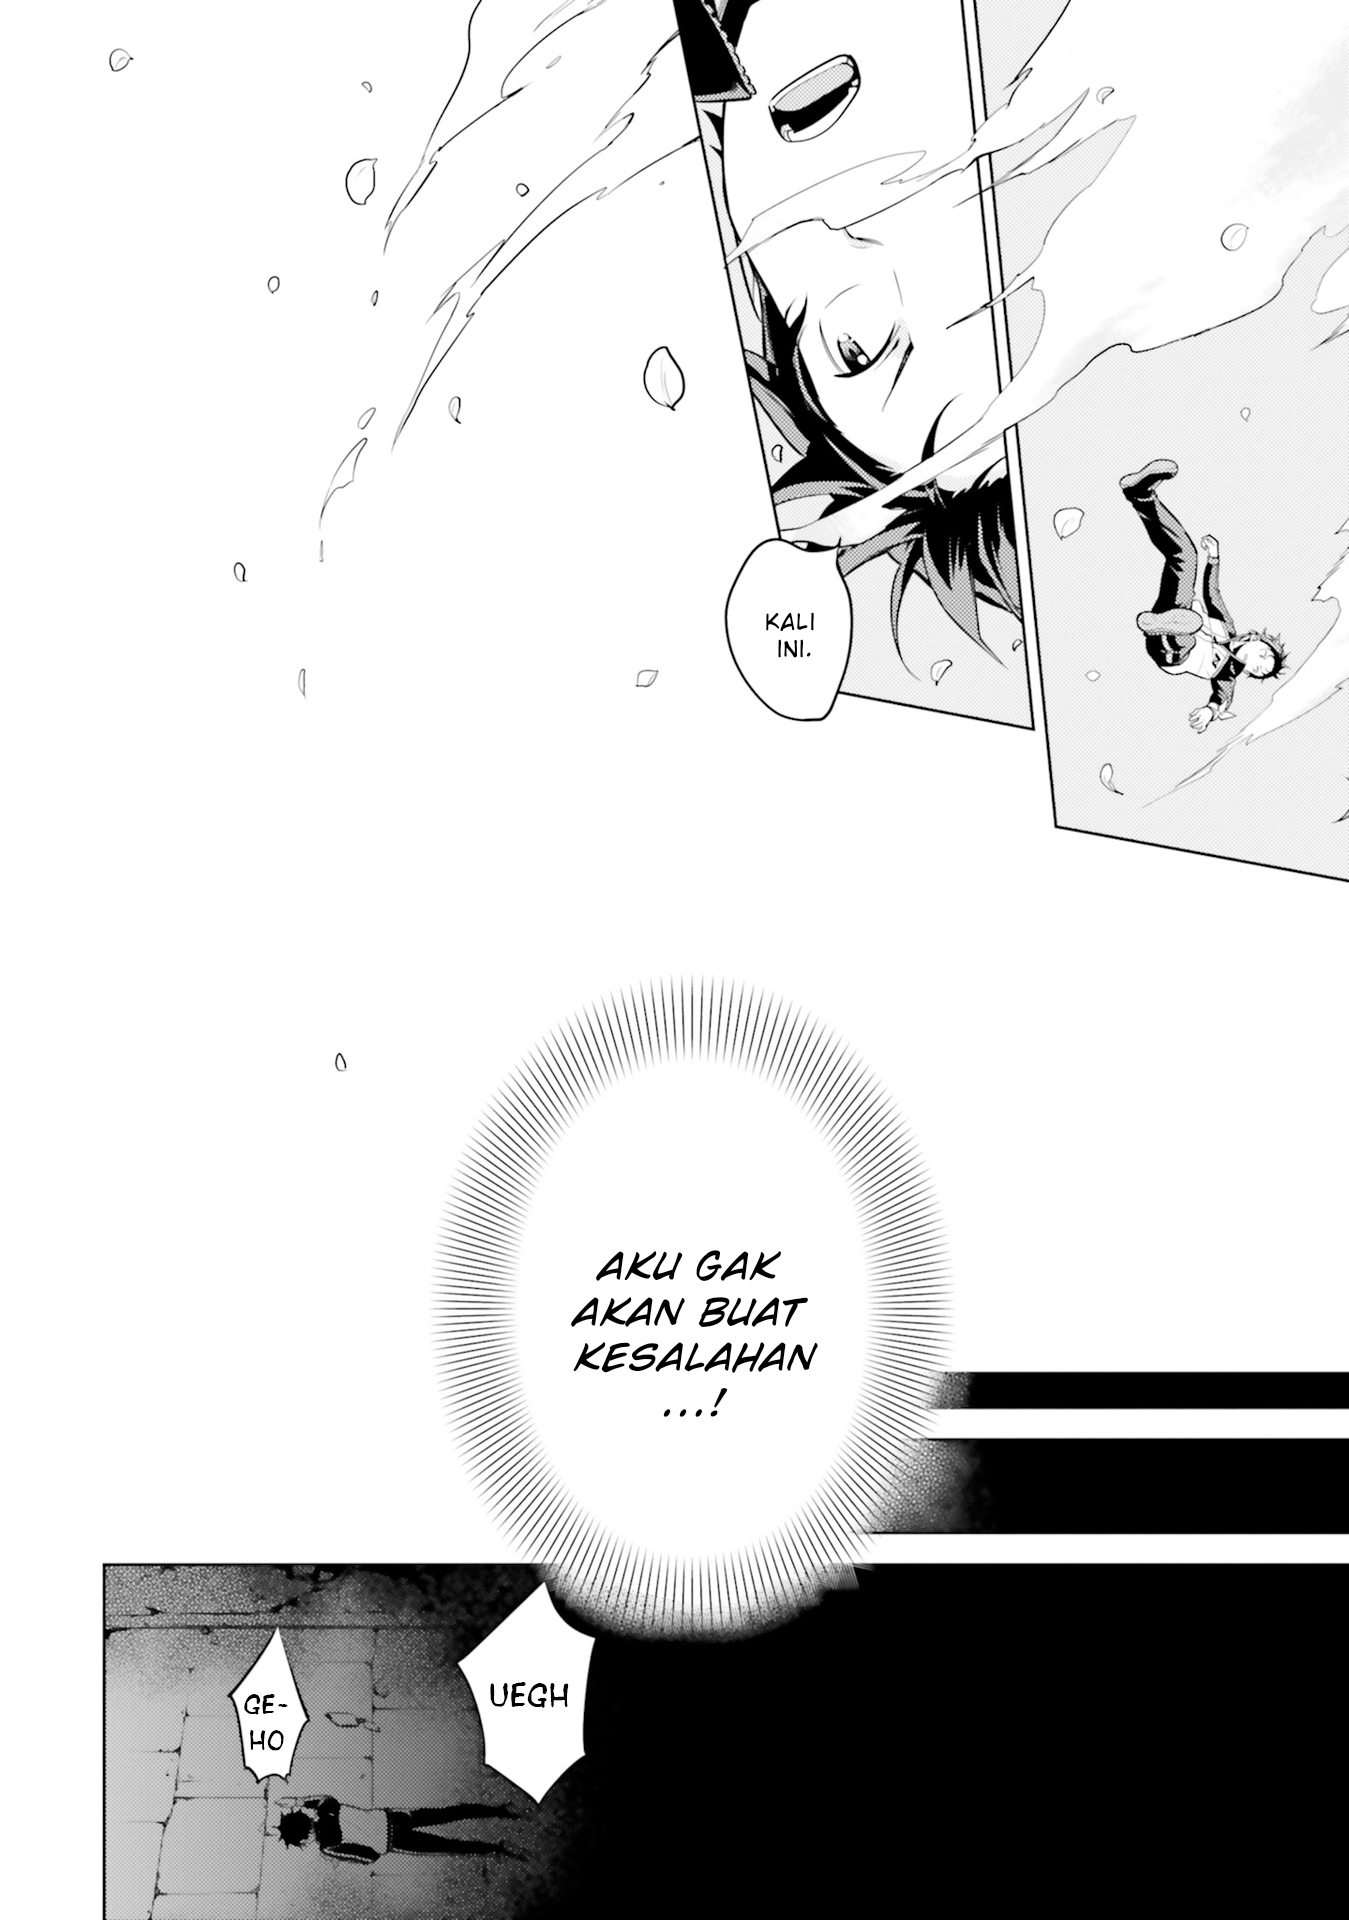 KALI
INI.
AKU GAK
AKAN BUAT
KESALAHAN
...!
UEGH
GE-
HO